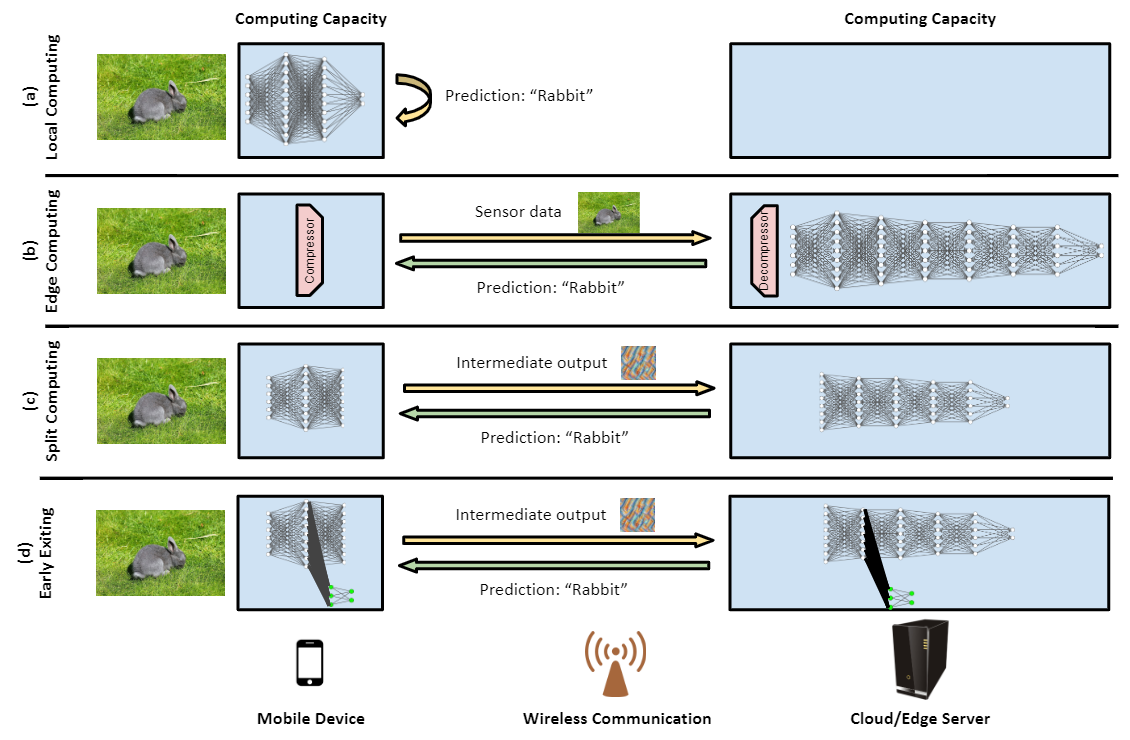 Computing Capacity
Computing Capacity
(a)
Local Computing
Prediction: “Rabbit”
(b)
Edge Computing
Compressor
Sensor data
Prediction: “Rabbit”
Decompressor
(c)
Split Computing
Intermediate output
Prediction: “Rabbit”
(d)
Early Exiting
Intermediate output
Prediction: “Rabbit”
Mobile Device
Wireless Communication
Cloud/Edge Server